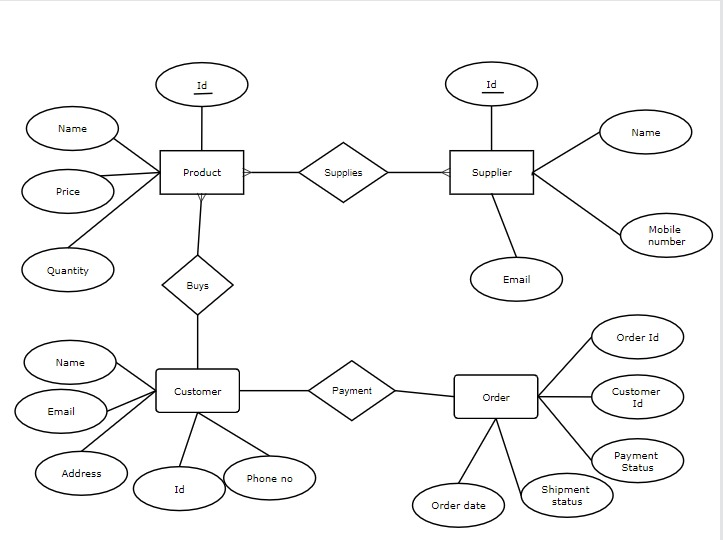 Id
Id
Name
Name
Product
Supplies
Supplier
Price
Mobile
number
Quantity
Email
Buys
Order Id
Name
Customer
Payment
Order
Customer
Id
Email
Payment
Status
Address
Id
Phone no
Order date
Shipment
status